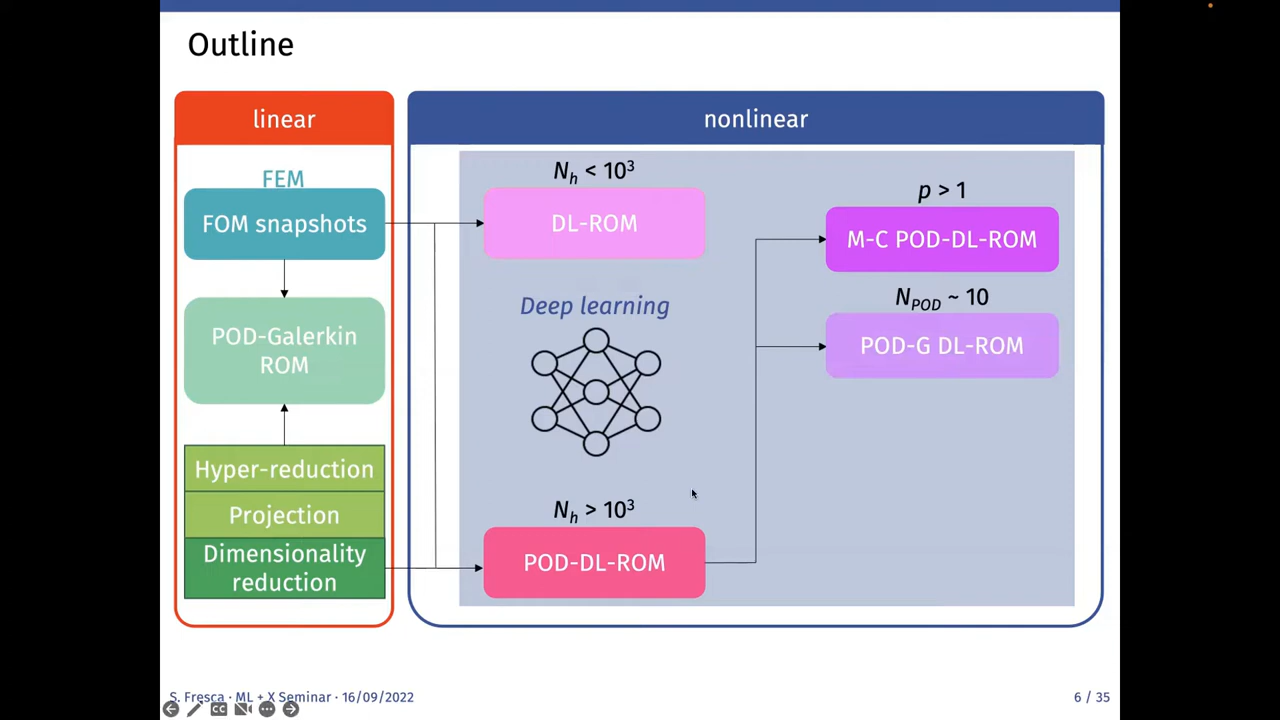 Outline
linear
nonlinear
FEM
FOM snapshots
POD-Galerkin
ROM
Hyper-reduction
Projection
Dimensionality
reduction
N_h < 10³
DL-ROM
Deep learning
N_h > 10³
POD-DL-ROM
p > 1
M-C POD-DL-ROM
N_POD ~ 10
POD-G DL-ROM
S. Fresca · ML + X Seminar · 16/09/2022
6 / 35
CC